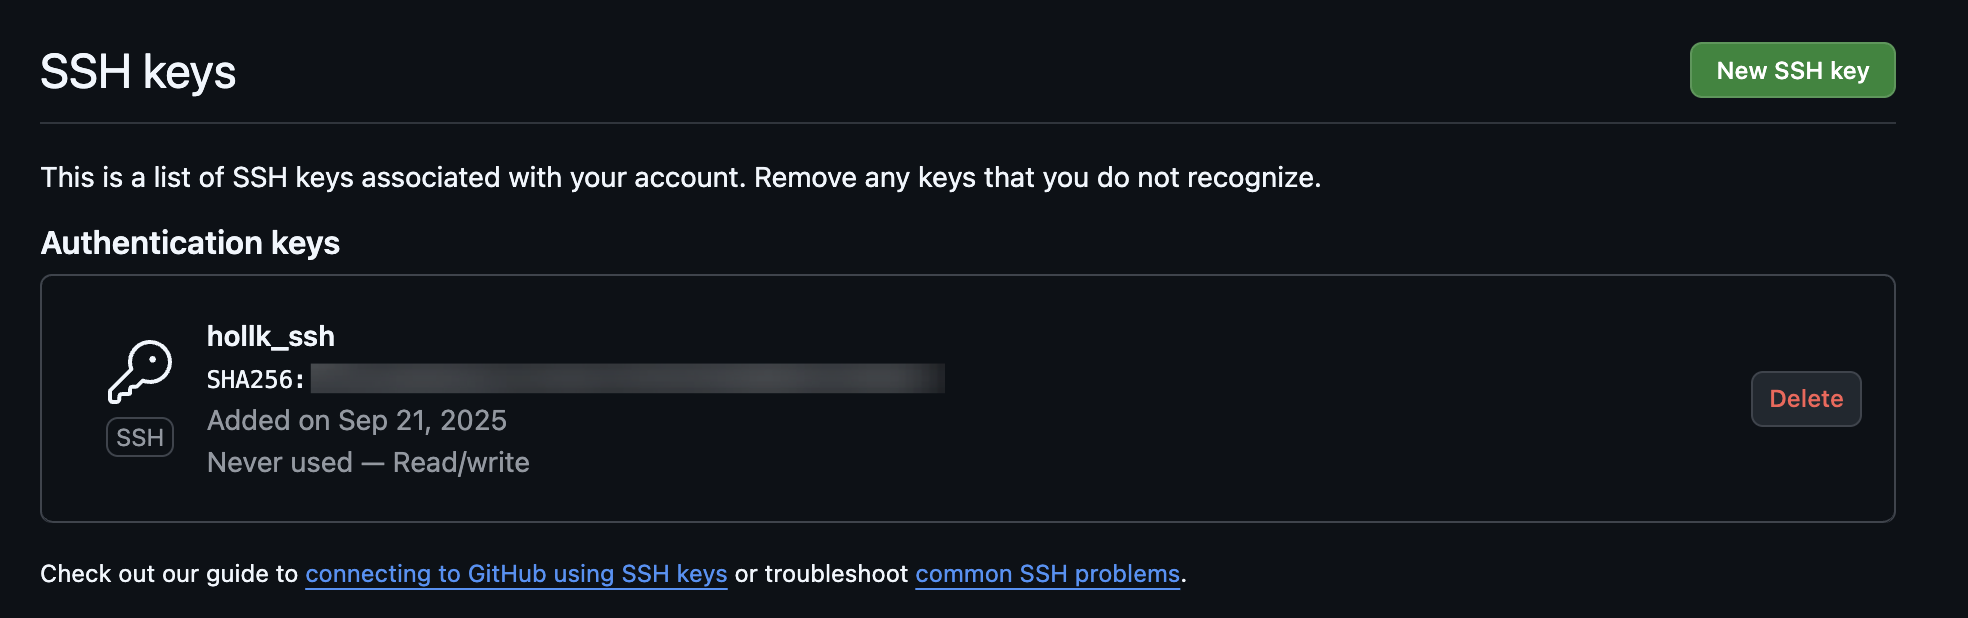 SSH keys
New SSH key
This is a list of SSH keys associated with your account. Remove any keys that you do not recognize.
Authentication keys
hollk_ssh
SHA256:
Added on Sep 21, 2025
SSH
Never used — Read/write
Delete
Check out our guide to connecting to GitHub using SSH keys or troubleshoot common SSH problems.